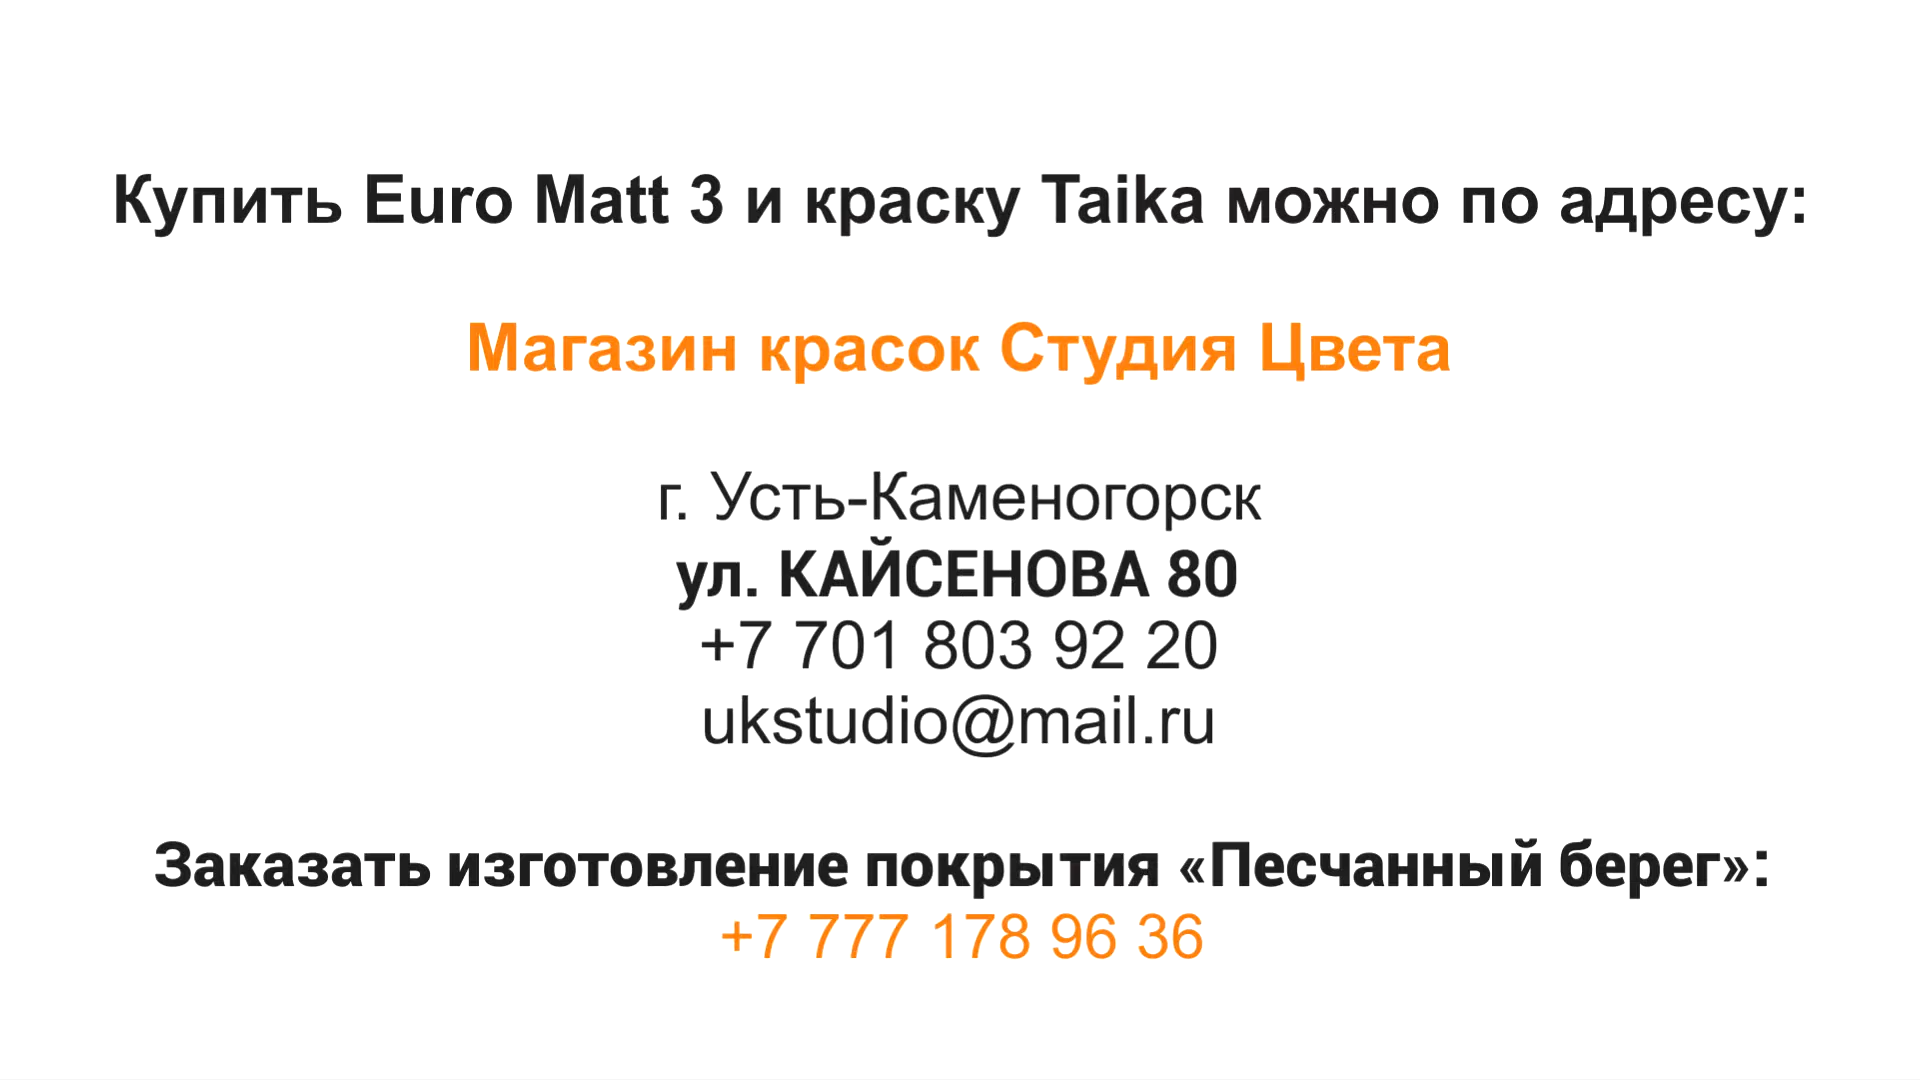 Купить Euro Matt 3 и краску Taika можно по адресу:
Магазин красок Студия Цвета
г. Усть-Каменогорск
ул. КАЙСЕНОВА 80
+7 701 803 92 20
ukstudio@mail.ru
Заказать изготовление покрытия «Песчанный берег»:
+7 777 178 96 36